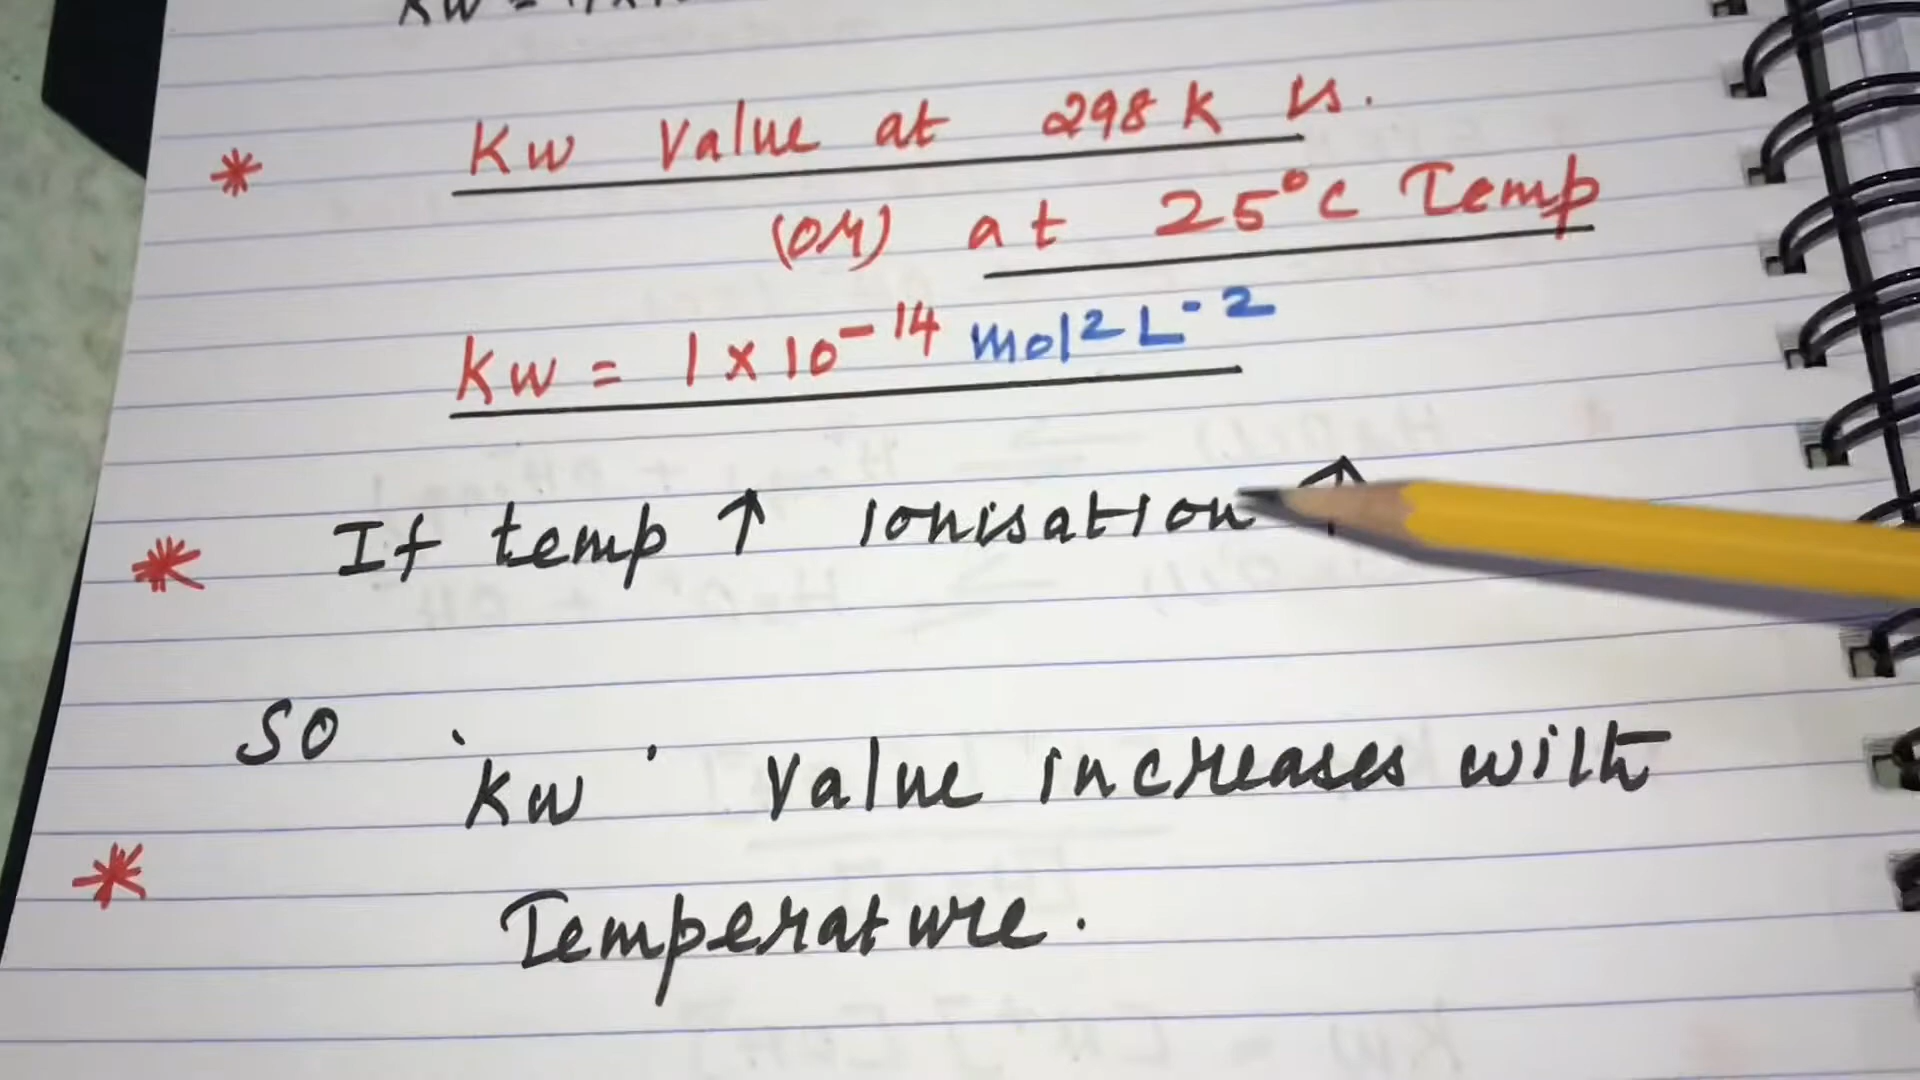 Kw Value at 298 K is.
(or) at 25°C Temp
Kw = 1 x 10⁻¹⁴ mol² L⁻²
If temp ↑ ionisation ↑
So 'Kw' Value increases with
Temperature.